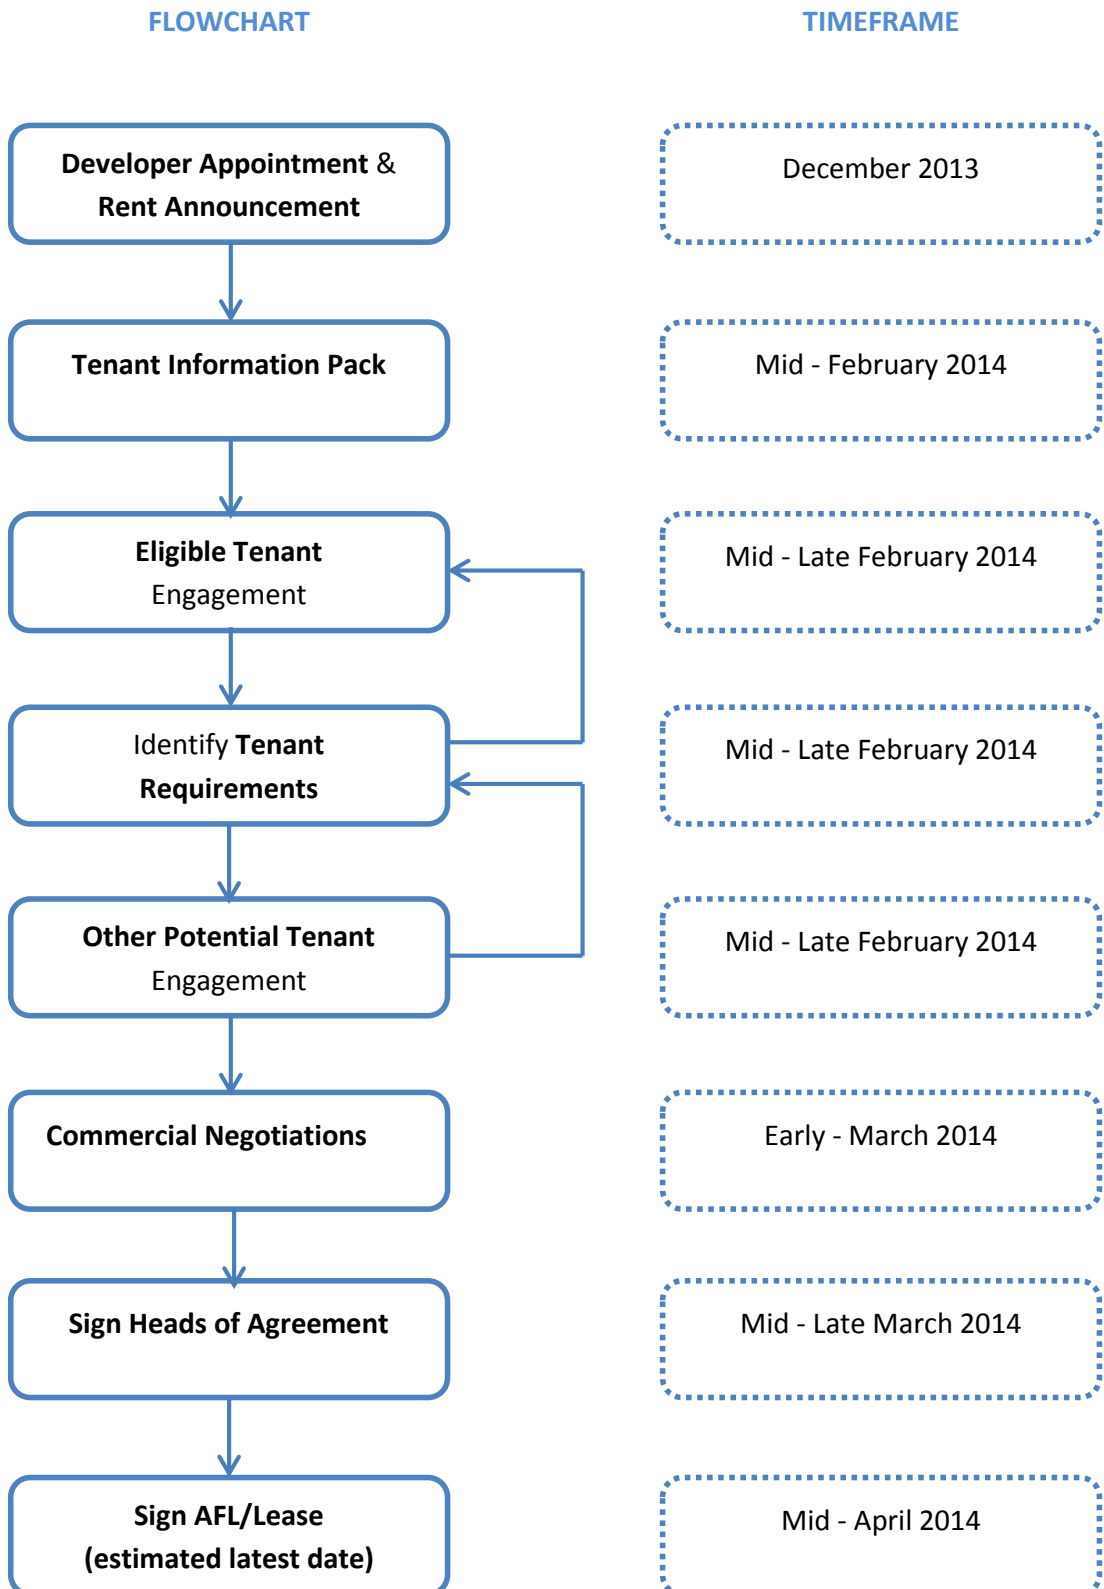 FLOWCHART
TIMEFRAME
Developer Appointment &
Rent Announcement
December 2013
Tenant Information Pack
Mid - February 2014
Eligible Tenant
Engagement
Mid - Late February 2014
Identify Tenant
Requirements
Mid - Late February 2014
Other Potential Tenant
Engagement
Mid - Late February 2014
Commercial Negotiations
Early - March 2014
Sign Heads of Agreement
Mid - Late March 2014
Sign AFL/Lease
(estimated latest date)
Mid - April 2014